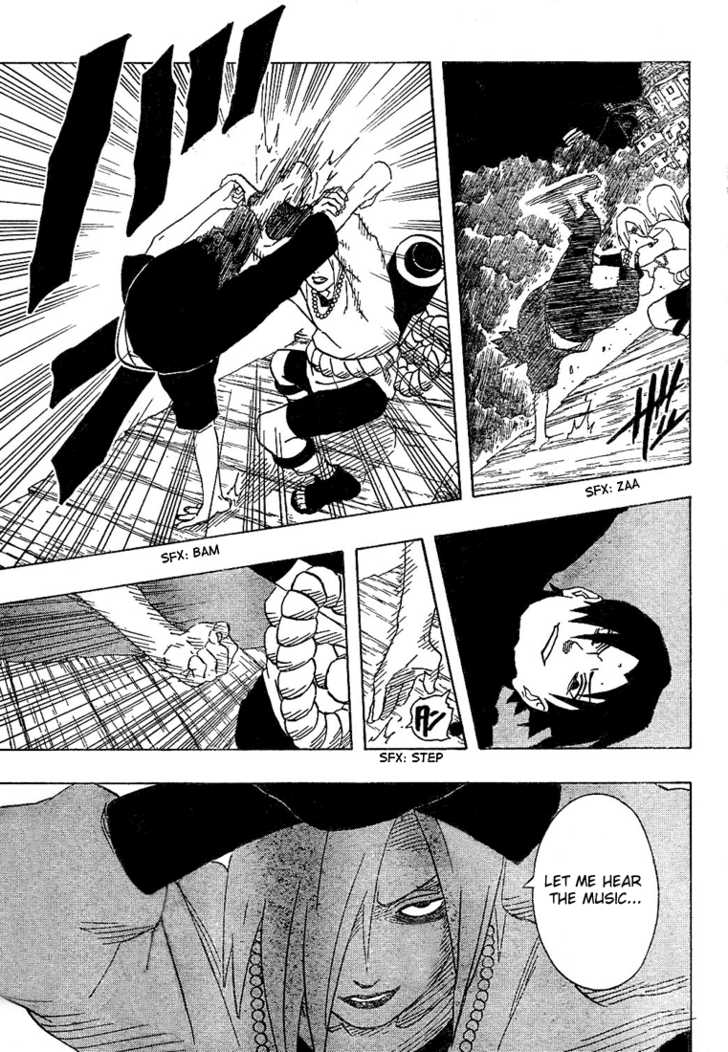 SFX: ZAA
SFX: BAM
SFX: STEP
LET ME HEAR
THE MUSIC...